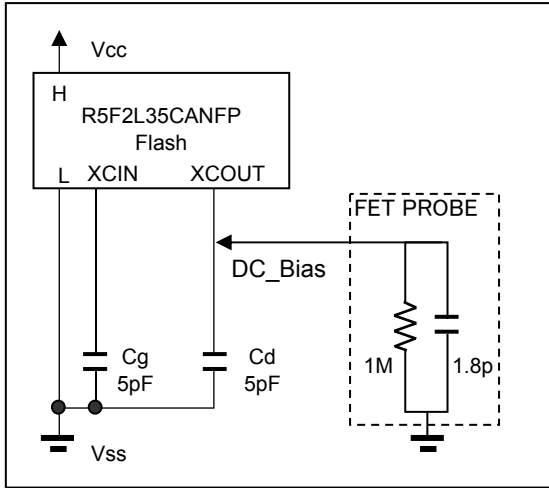 Vcc
H
R5F2L35CANFP
Flash
L XCIN XCOUT
FET PROBE
DC_Bias
Cg
5pF
Cd
5pF
1M
1.8p
Vss